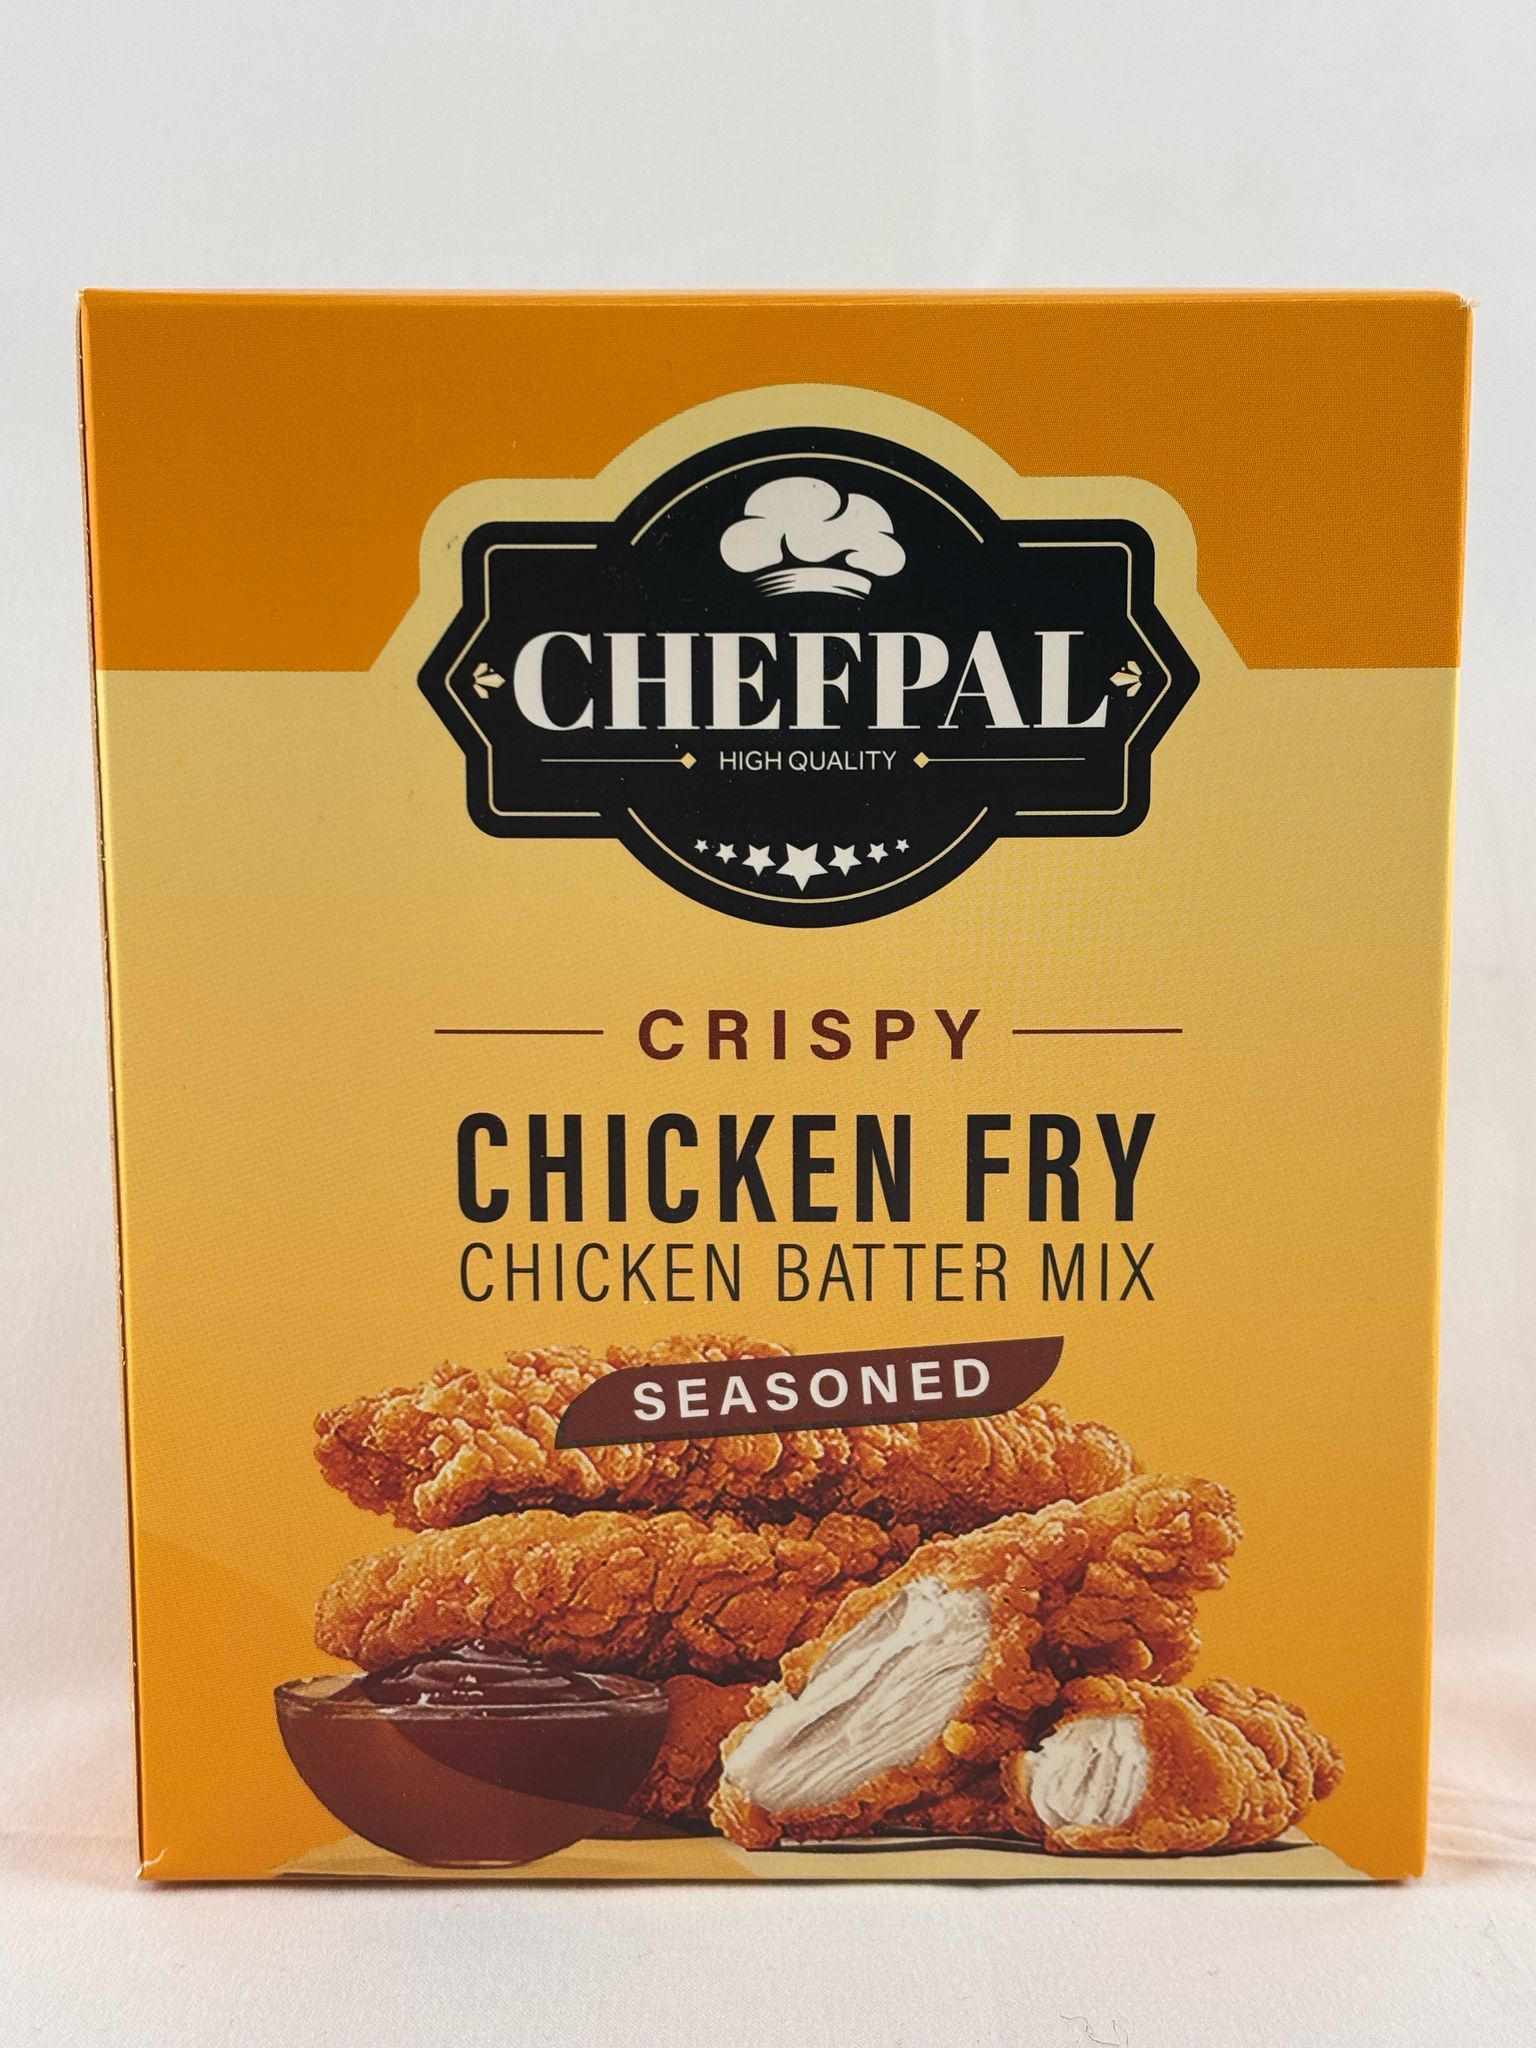 CHEFPAL
HIGH QUALITY
CRISPY
CHICKEN FRY
CHICKEN BATTER MIX
SEASONED